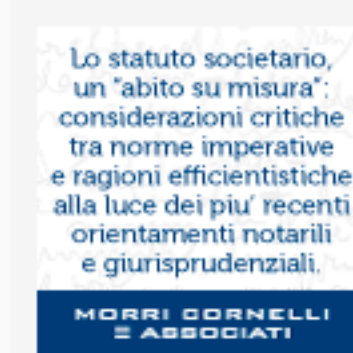 Lo statuto societario,
un "abito su misura":
considerazioni critiche
tra norme imperative
e ragioni efficientistiche
alla luce dei piu' recenti
orientamenti notarili
e giurisprudenziali.
MORRI CORNELLI
E ASSOCIATI